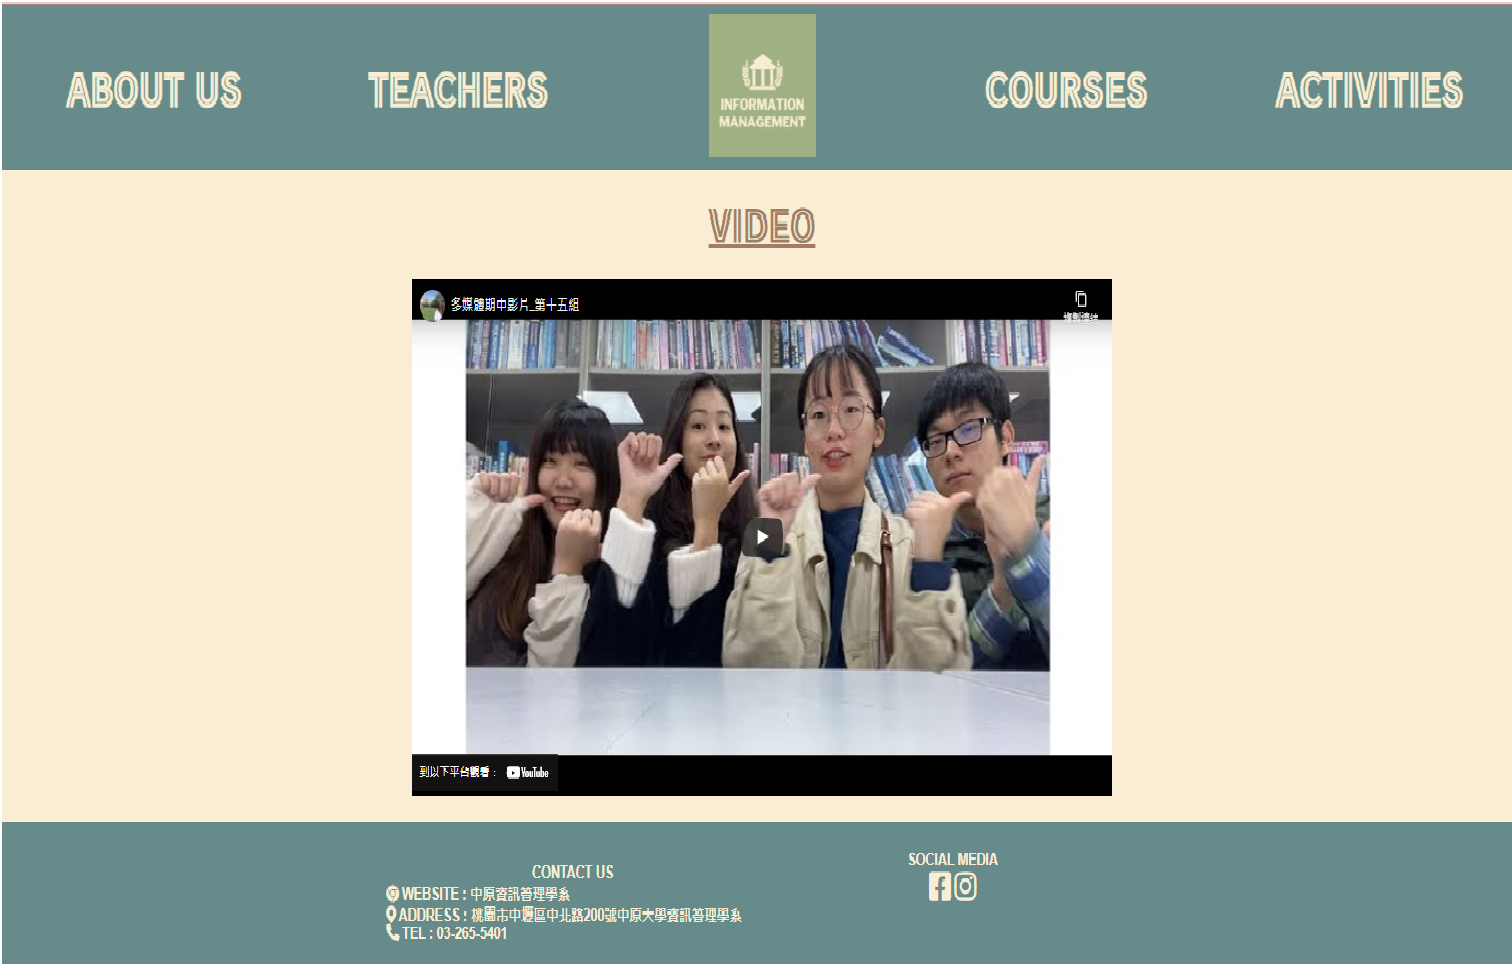 ABOUT US
TEACHERS
INFORMATION
MANAGEMENT
COURSES
ACTIVITIES
VIDEO
多媒體期中影片_第十五組
複製連結
到以下平台觀看：
YouTube
CONTACT US
WEBSITE : 中原資訊管理學系
ADDRESS : 桃園市中壢區中北路200號中原大學資訊管理學系
TEL : 03-265-5401
SOCIAL MEDIA